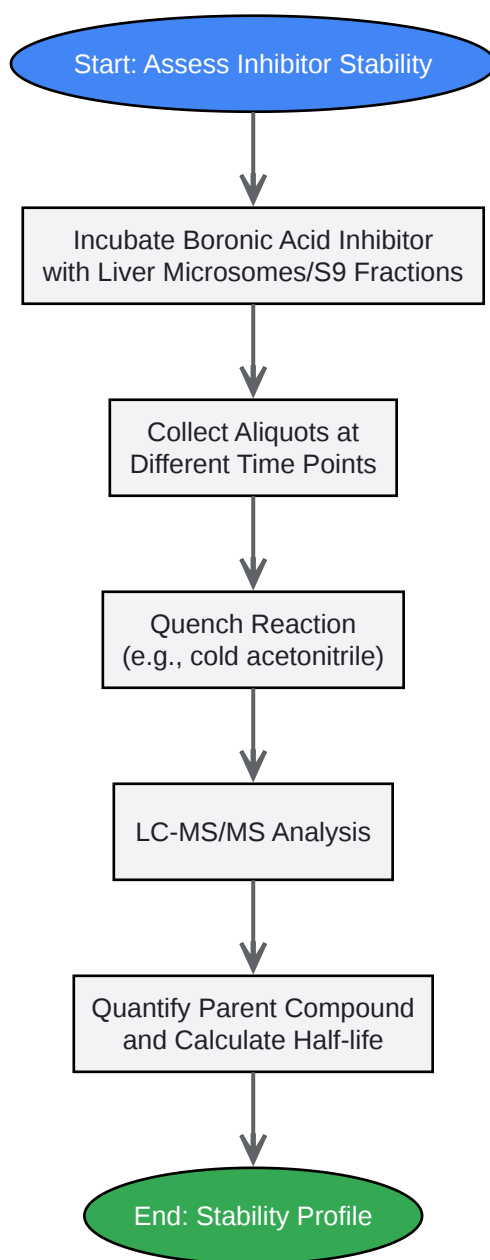 Start: Assess Inhibitor Stability
Incubate Boronic Acid Inhibitor
with Liver Microsomes/S9 Fractions
Collect Aliquots at
Different Time Points
Quench Reaction
(e.g., cold acetonitrile)
LC-MS/MS Analysis
Quantify Parent Compound
and Calculate Half-life
End: Stability Profile